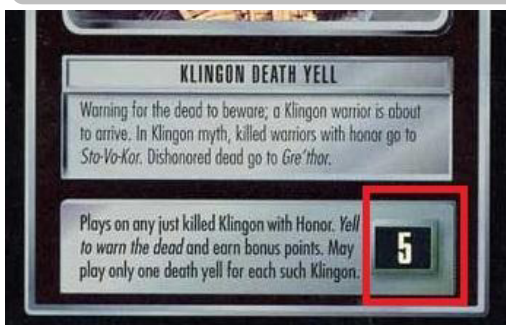 KLINGON DEATH YELL
Warning for the dead to beware; a Klingon warrior is about
to arrive. In Klingon myth, killed warriors with honor go to
Sto-Vo-Kor. Dishonored dead go to Gre'thor.
Plays on any just killed Klingon with Honor. Yell
to warn the dead and earn bonus points. May
play only one death yell for each such Klingon.
5